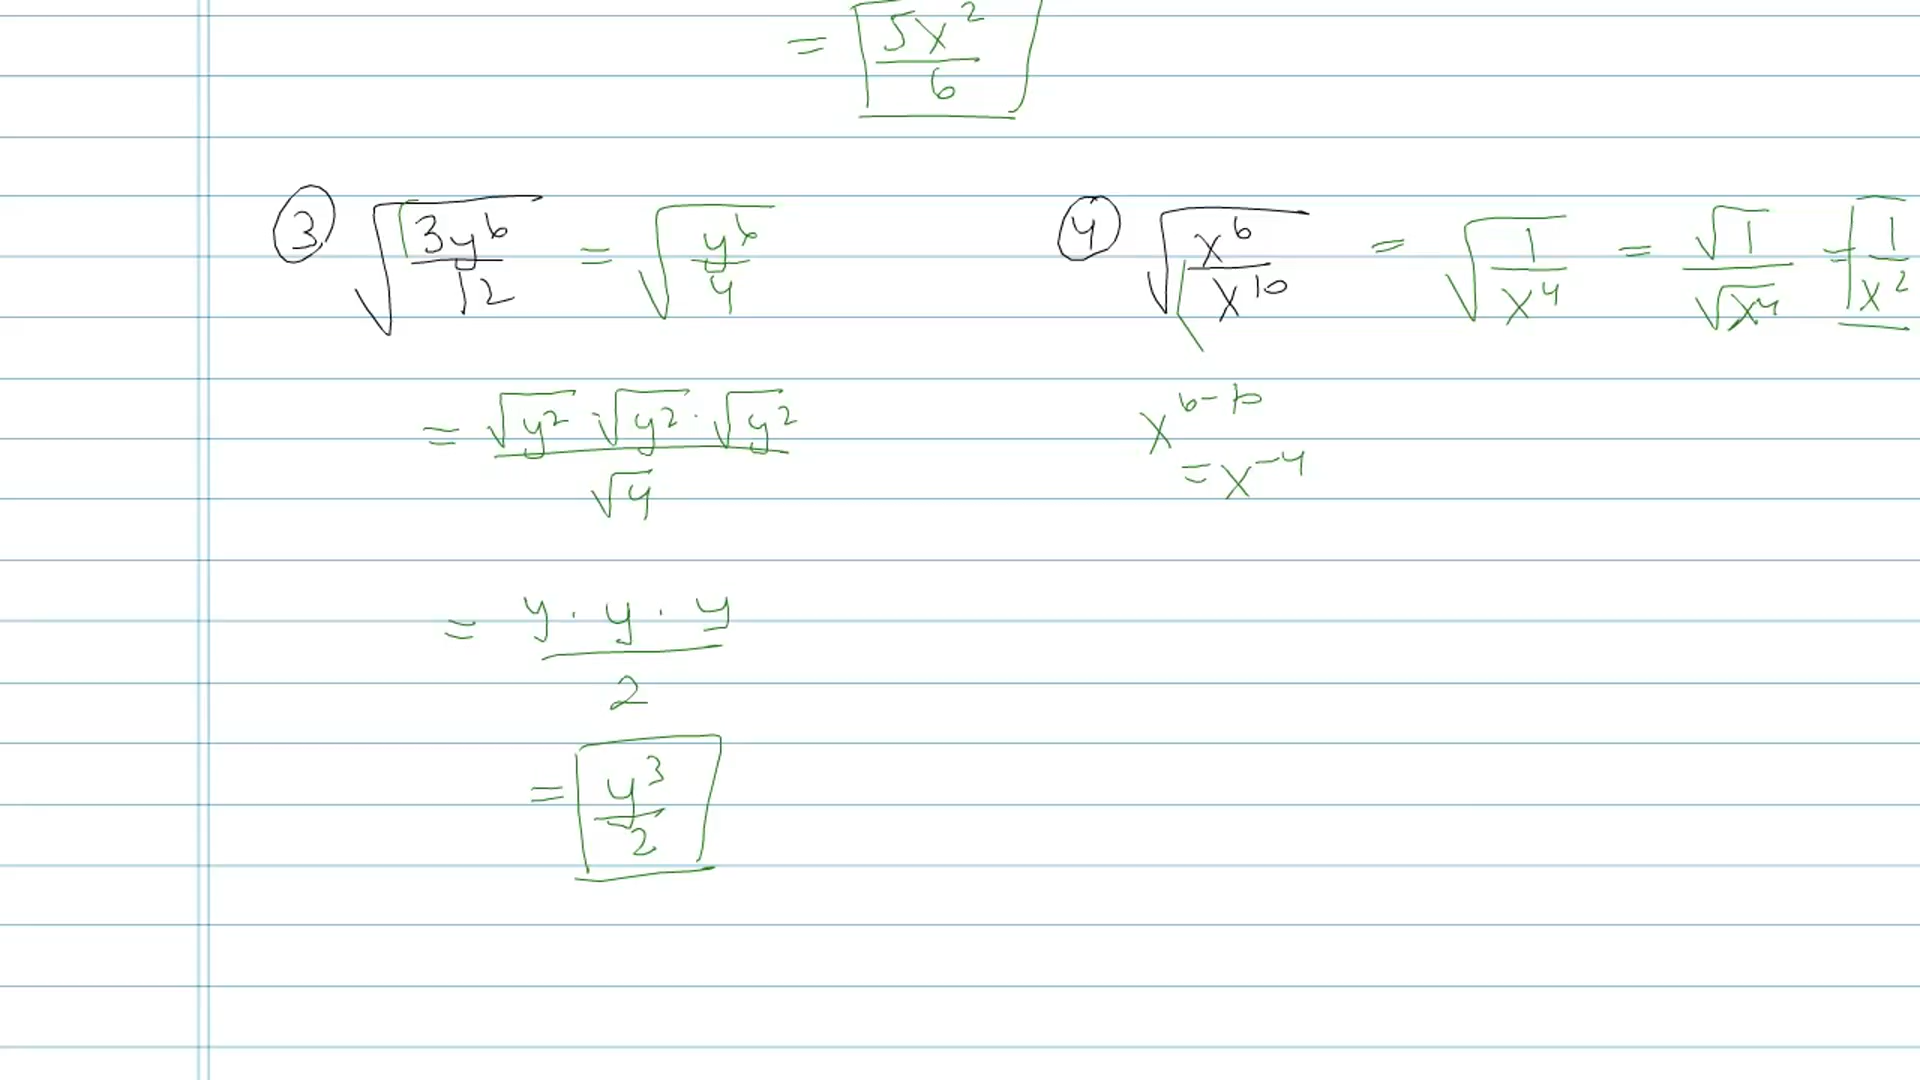 = 5x²/6
③ √(3y⁶/12) = √(y⁶/4)
= √y² · √y² · √y² / √4
= y · y · y / 2
= y³/2
④ √(x⁶/x¹⁰) = √(1/x⁴) = √1/√x⁴ = 1/x²
x⁶⁻¹⁰
= x⁻⁴